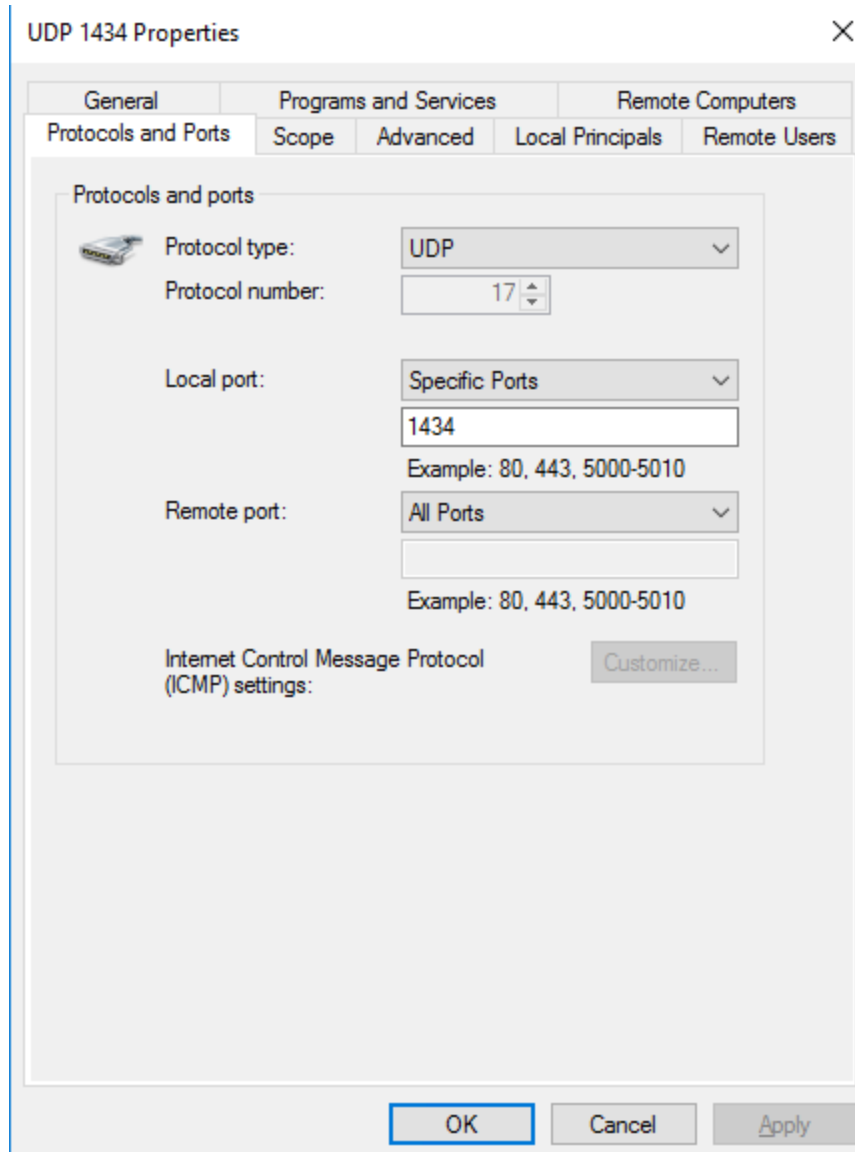 UDP 1434 Properties
General Programs and Services Remote Computers
Protocols and Ports Scope Advanced Local Principals Remote Users
Protocols and ports
Protocol type: UDP
Protocol number: 17
Local port: Specific Ports
1434
Example: 80, 443, 5000-5010
Remote port: All Ports
Example: 80, 443, 5000-5010
Internet Control Message Protocol
(ICMP) settings: Customize...
OK Cancel Apply